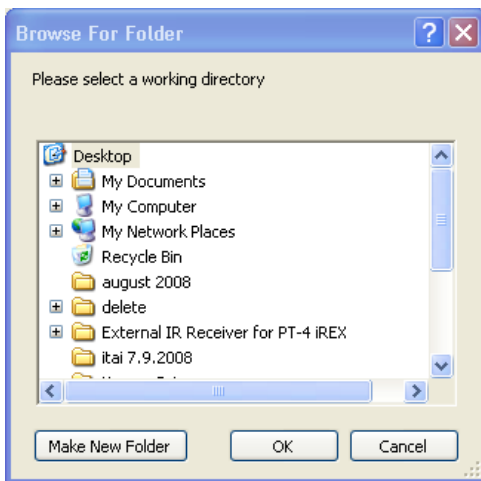 Browse For Folder
Please select a working directory
Desktop
My Documents
My Computer
My Network Places
Recycle Bin
august 2008
delete
External IR Receiver for PT-4 iREX
itai 7.9.2008
Make New Folder
OK
Cancel